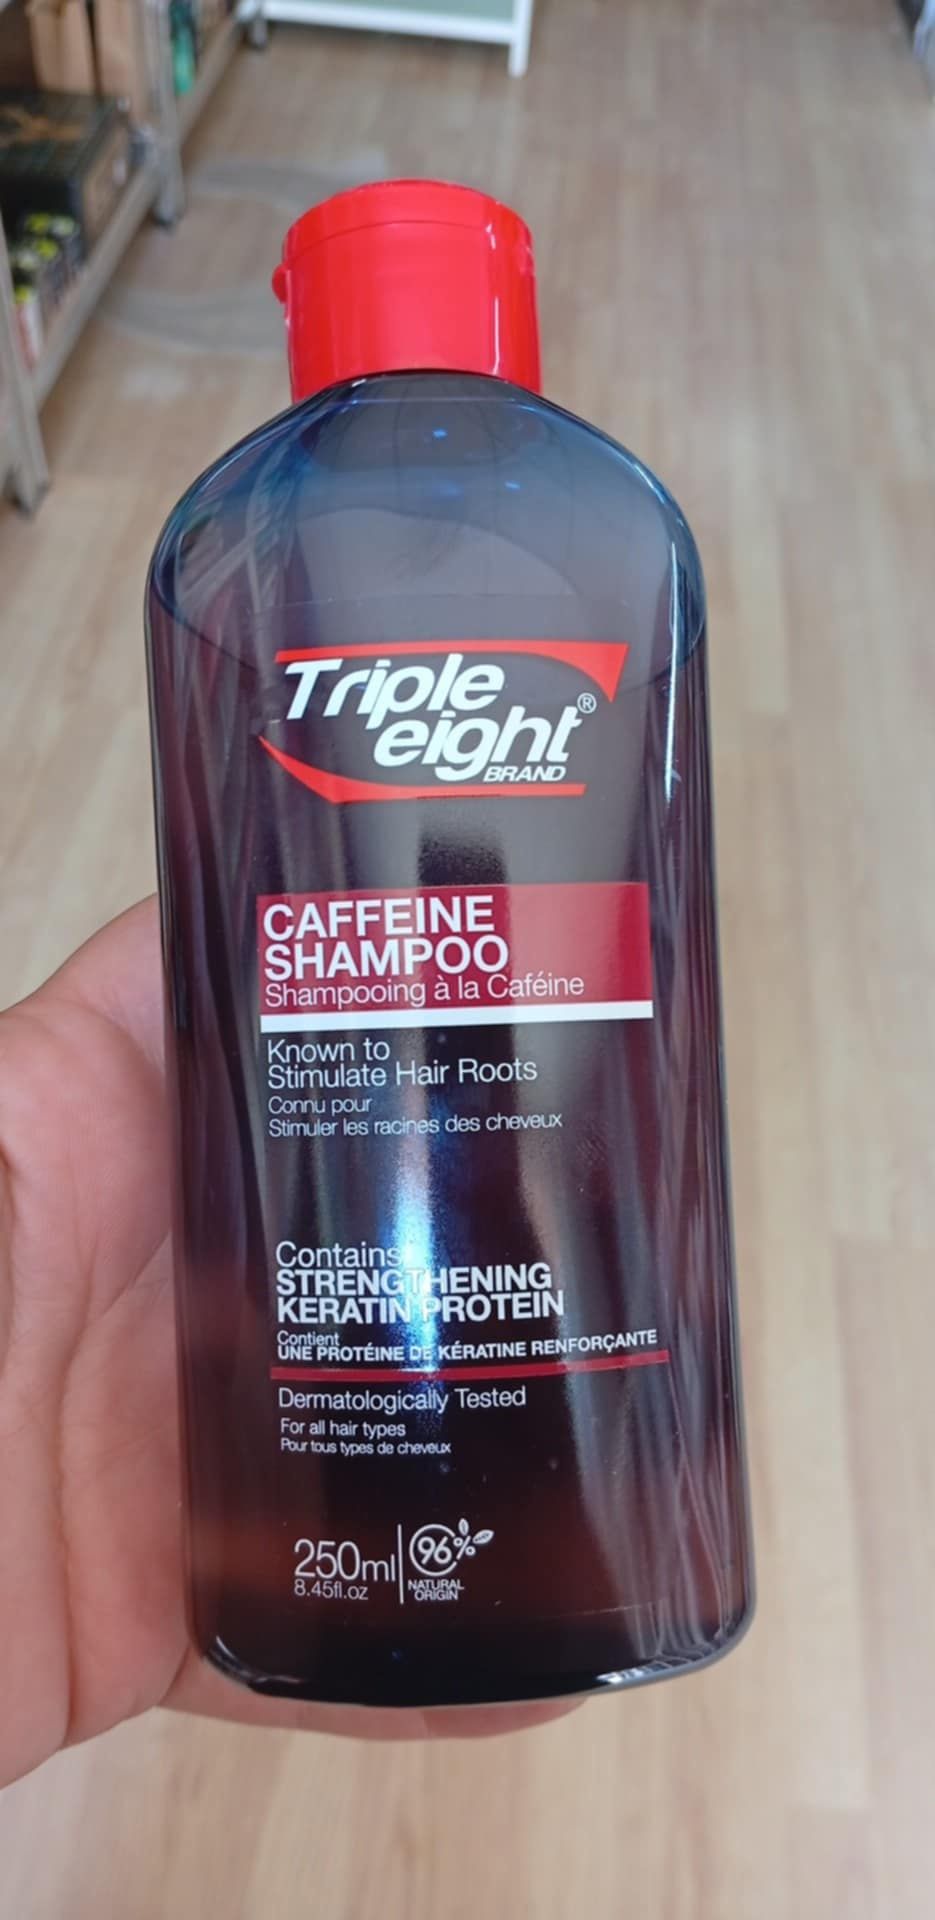 Triple
eight®
BRAND
CAFFEINE
SHAMPOO
Shampooing à la Caféine
Known to
Stimulate Hair Roots
Connu pour
Stimuler les racines des cheveux
Contains
STRENGTHENING
KERATIN PROTEIN
Contient
UNE PROTÉINE DE KÉRATINE RENFORÇANTE
Dermatologically Tested
For all hair types
Pour tous types de cheveux
250ml
8.45fl.oz
96%
NATURAL
ORIGIN